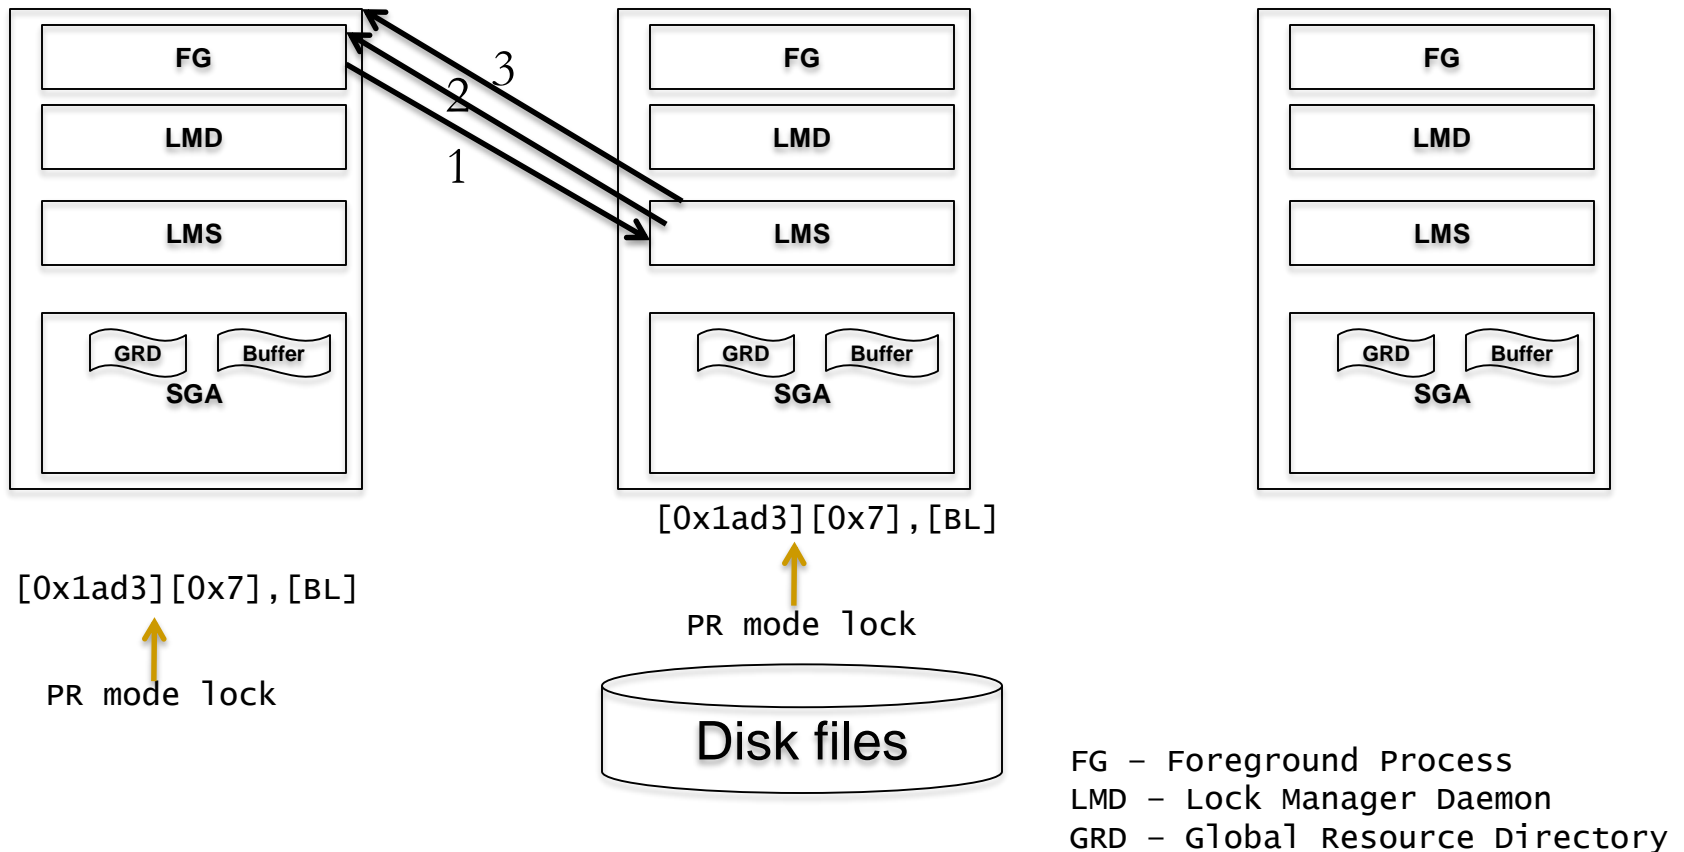 FG
LMD
LMS
GRD
Buffer
SGA
3
2
1
FG
LMD
LMS
GRD
Buffer
SGA
FG
LMD
LMS
GRD
Buffer
SGA
[0x1ad3][0x7],[BL]
PR mode lock
[0x1ad3][0x7],[BL]
PR mode lock
Disk files
FG – Foreground Process
LMD – Lock Manager Daemon
GRD – Global Resource Directory